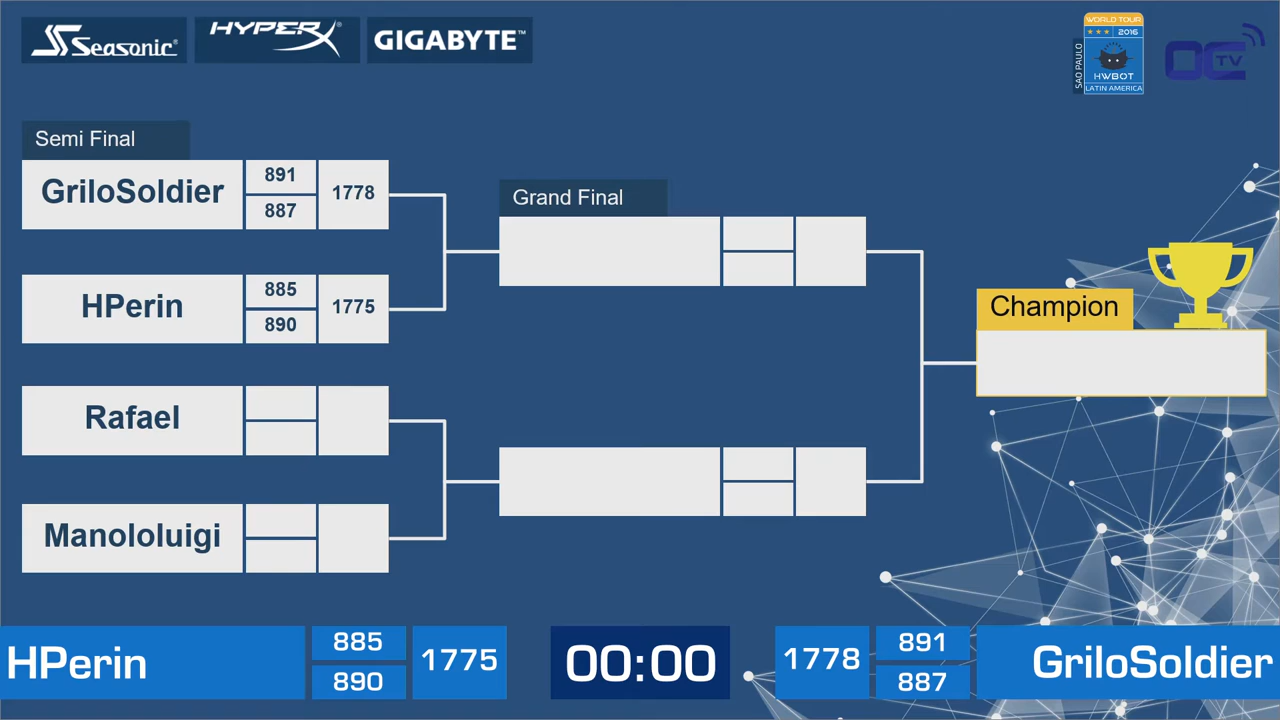 SEASONIC®
HYPERX®
GIGABYTE™
WORLD TOUR
2016
SAO PAULO
HWBOT
LATIN AMERICA
OC TV
Semi Final
GriloSoldier
891
887
1778
HPerin
885
890
1775
Rafael
Manololuigi
Grand Final
Champion
HPerin
885
890
1775
00:00
1778
891
887
GriloSoldier